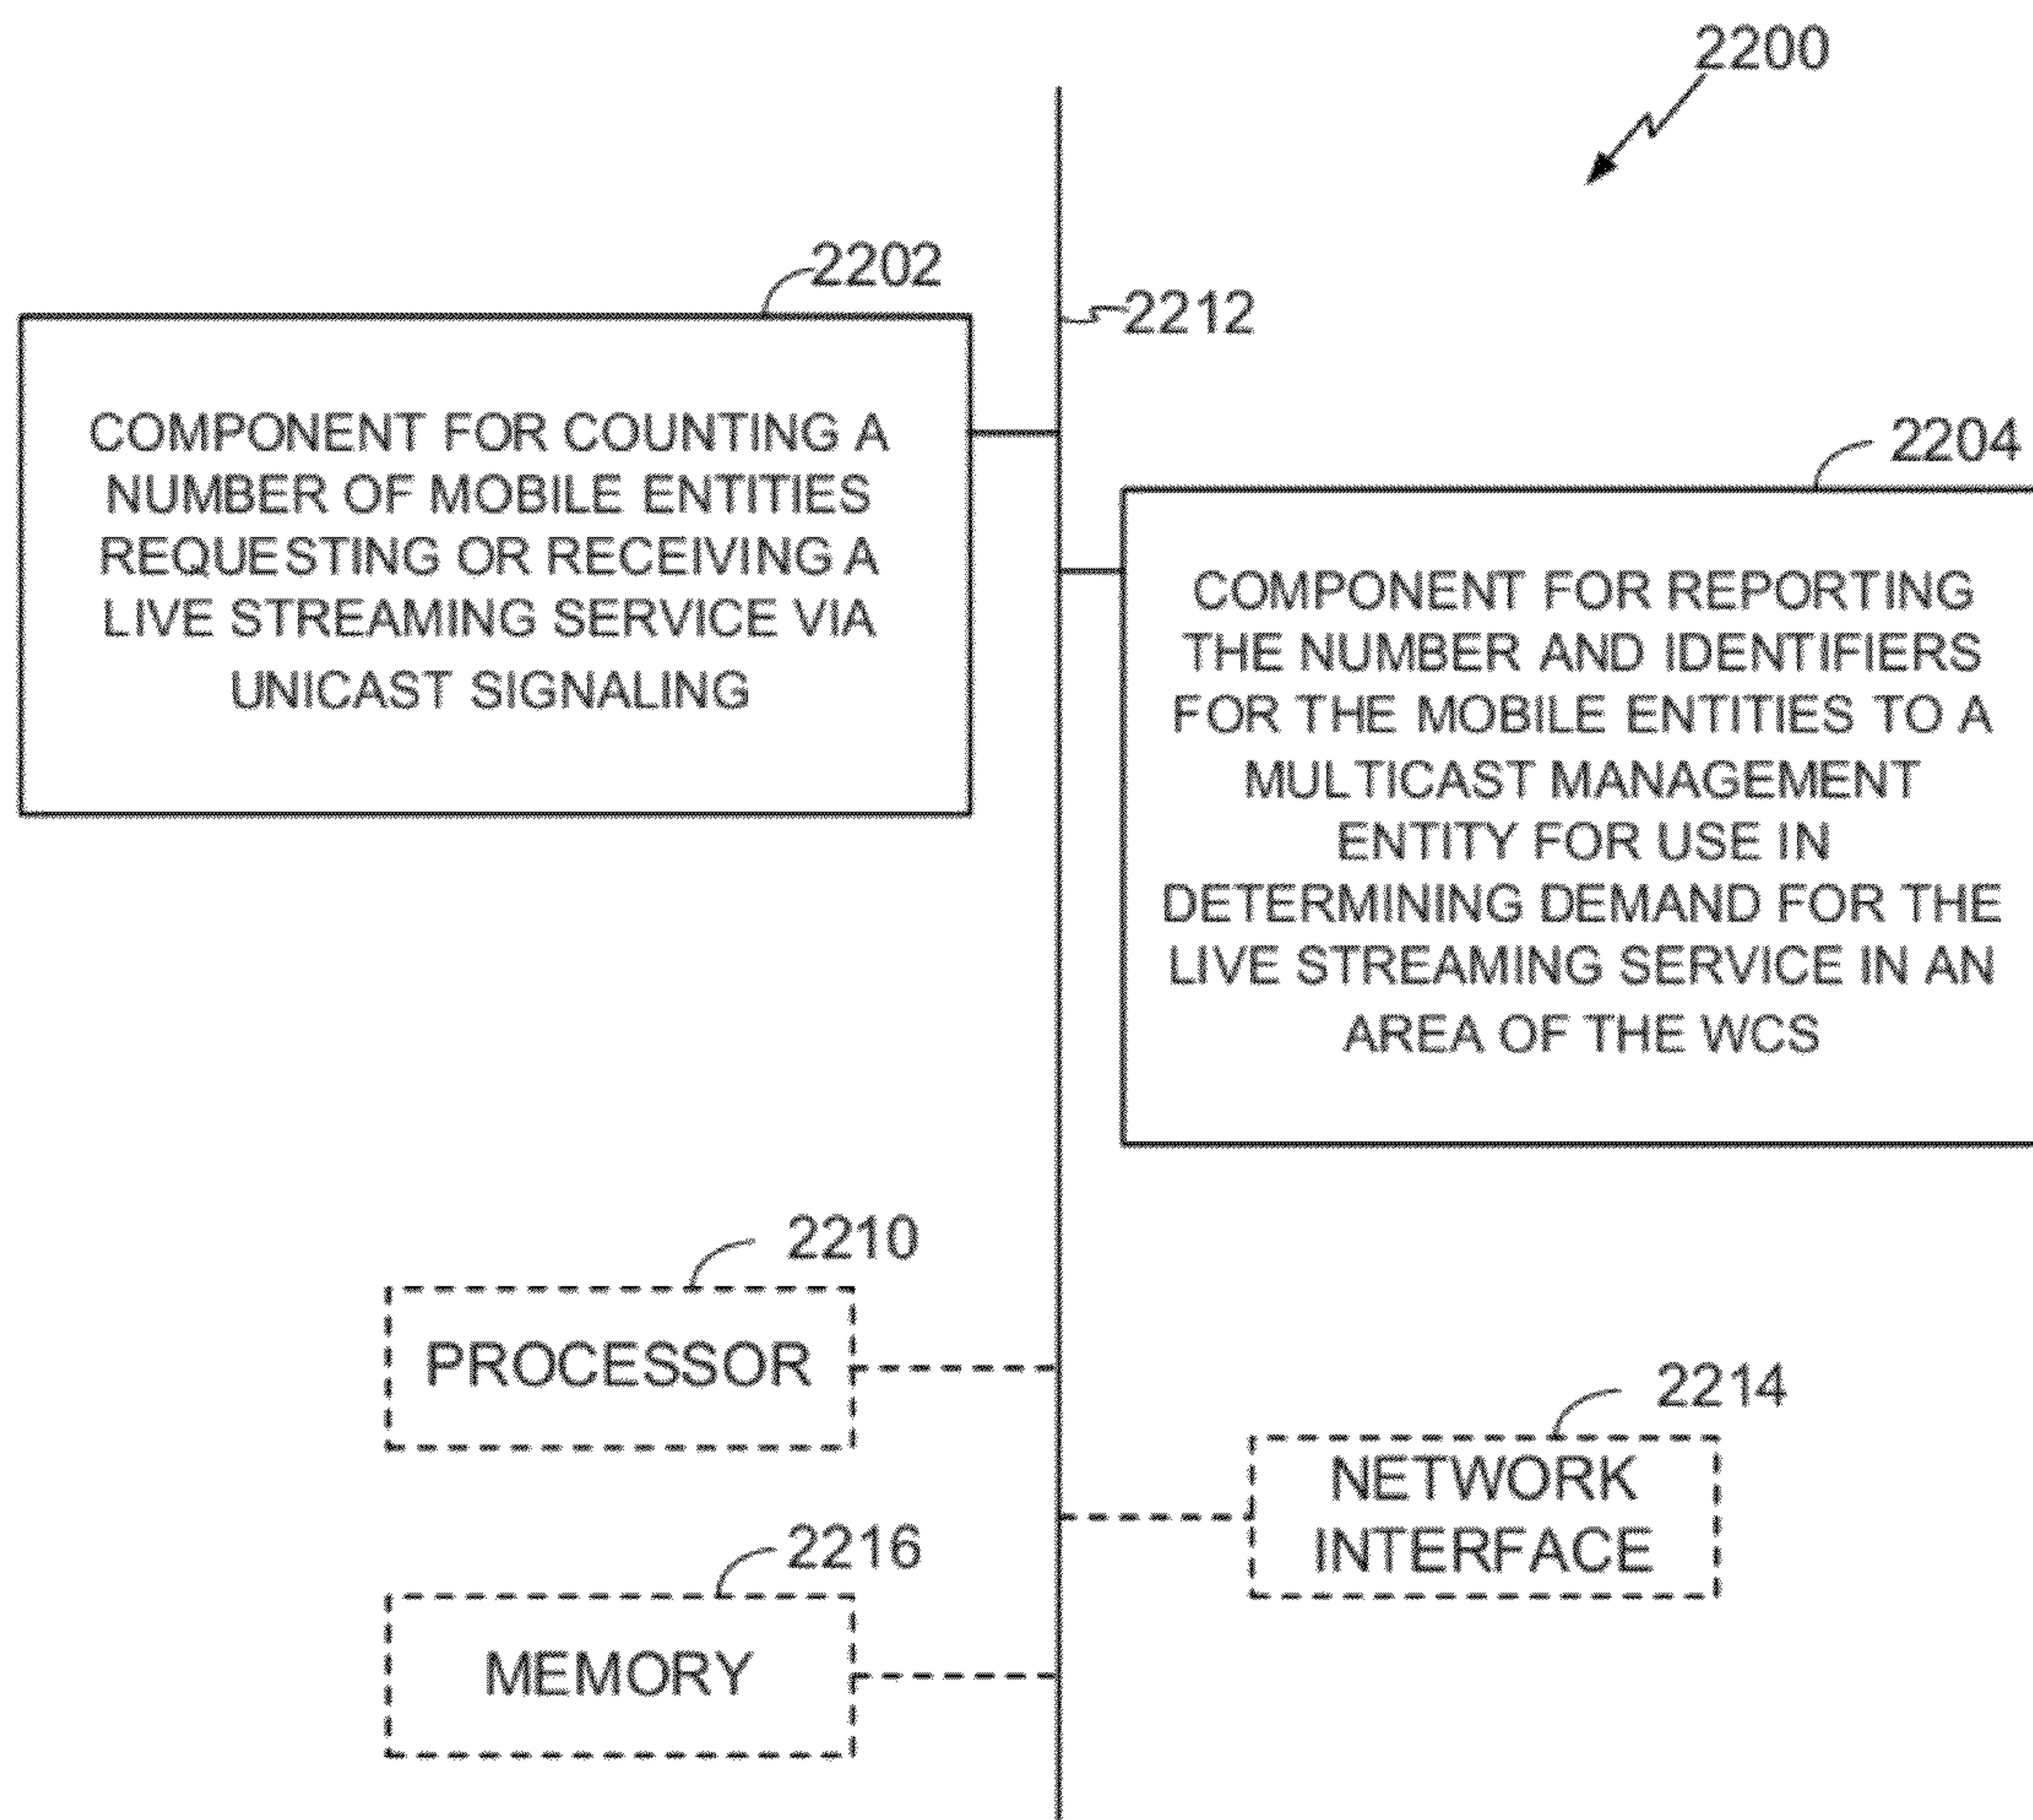 2200
2202
2212
COMPONENT FOR COUNTING A
NUMBER OF MOBILE ENTITIES
REQUESTING OR RECEIVING A
LIVE STREAMING SERVICE VIA
UNICAST SIGNALING
2204
COMPONENT FOR REPORTING
THE NUMBER AND IDENTIFIERS
FOR THE MOBILE ENTITIES TO A
MULTICAST MANAGEMENT
ENTITY FOR USE IN
DETERMINING DEMAND FOR THE
LIVE STREAMING SERVICE IN AN
AREA OF THE WCS
2210
PROCESSOR
2214
NETWORK
INTERFACE
2216
MEMORY